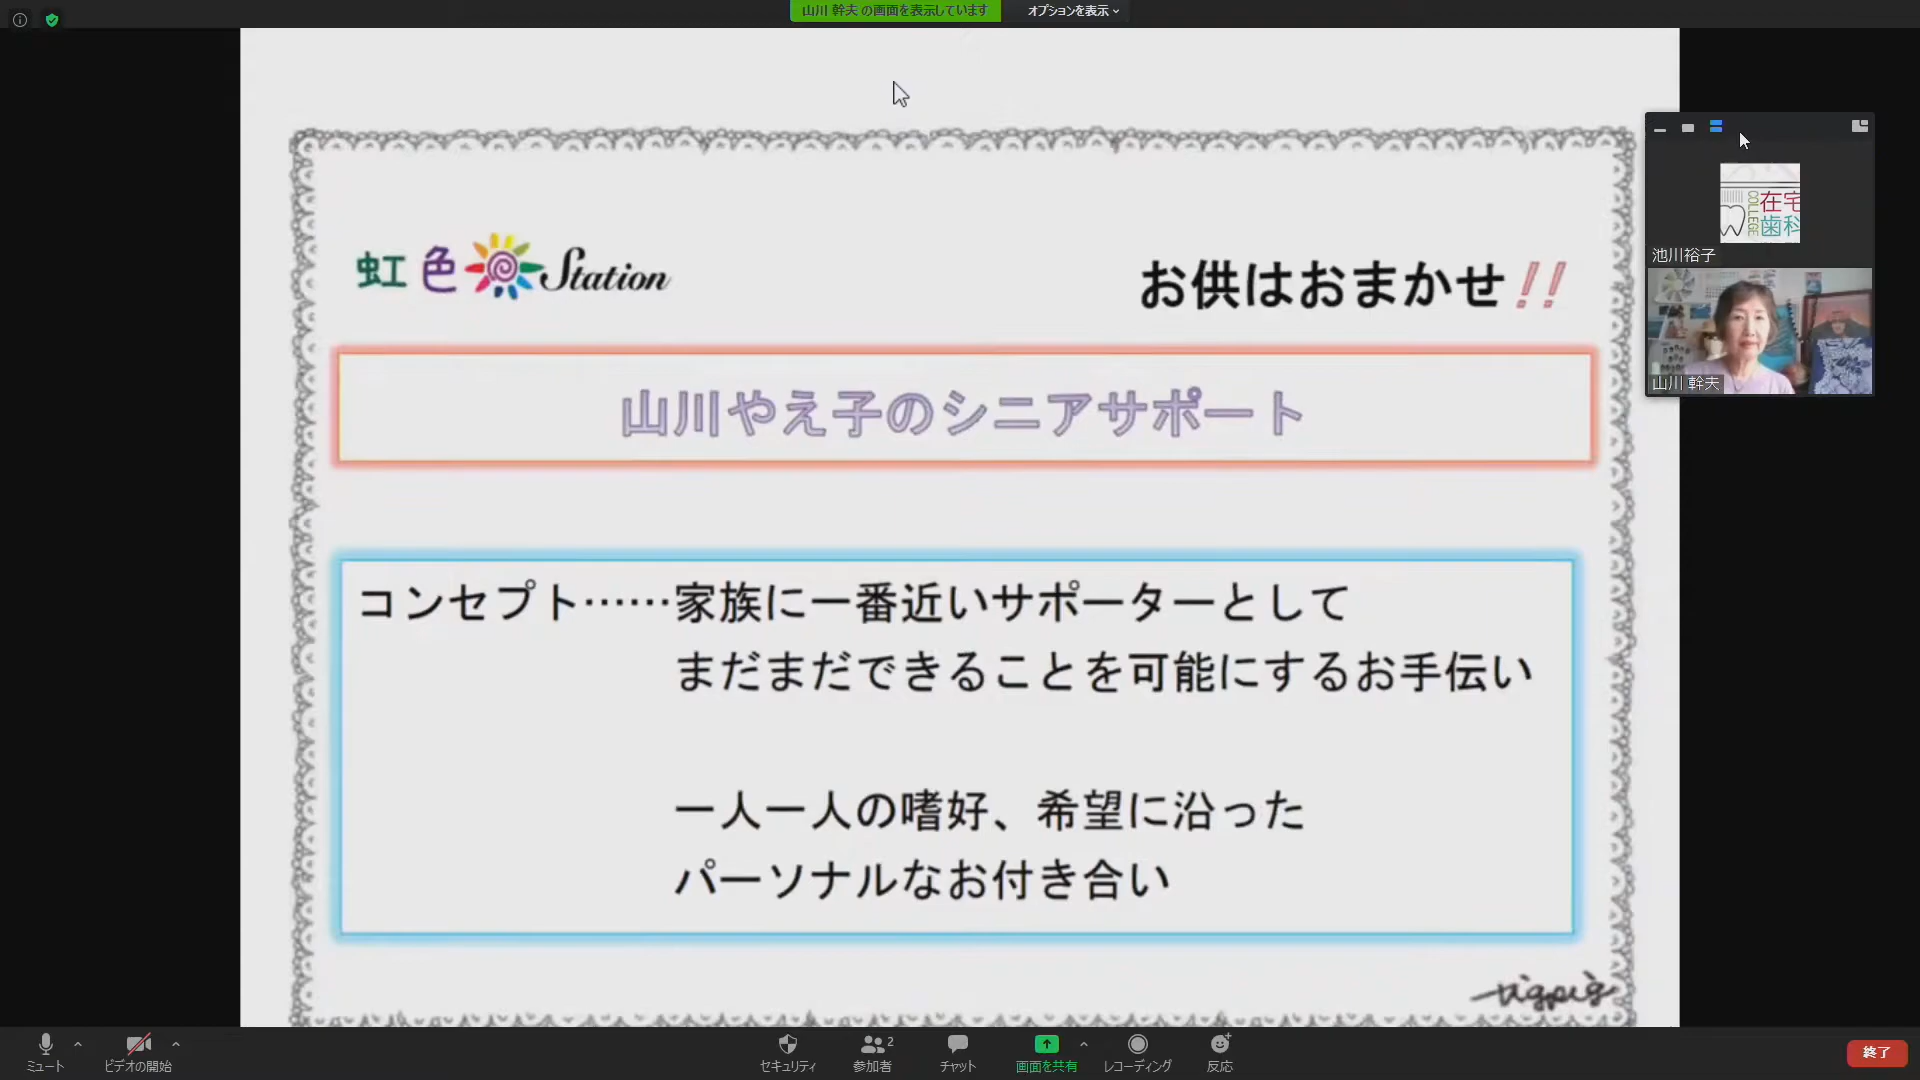 山川 幹夫 の画面を表示しています
オプションを表示
虹色Station
お供はおまかせ!!
山川やえ子のシニアサポート
コンセプト……家族に一番近いサポーターとして
まだまだできることを可能にするお手伝い
一人一人の嗜好、希望に沿った
パーソナルなお付き合い
在宅
歯科
COLLEGE
池川裕子
山川 幹夫
ミュート
ビデオの開始
セキュリティ
参加者
2
チャット
画面を共有
レコーディング
反応
終了